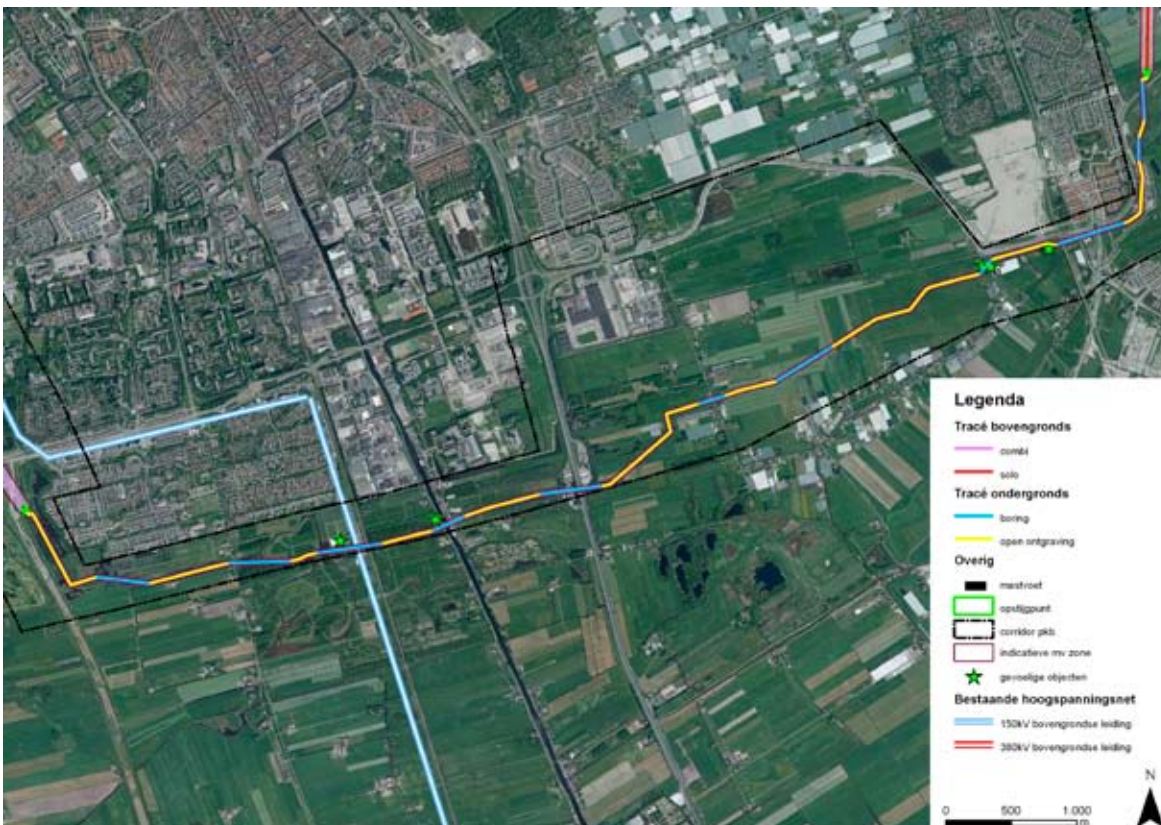 Legenda
Tracé bovengronds
combi
solo
Tracé ondergronds
boring
open ontgraving
Overig
mastvoet
opstijgpunt
corridor pkb
indicatieve mv zone
gevoelige objecten
Bestaande hoogspanningsnet
150kV bovengrondse leiding
380kV bovengrondse leiding
N
0 500 1.000
m